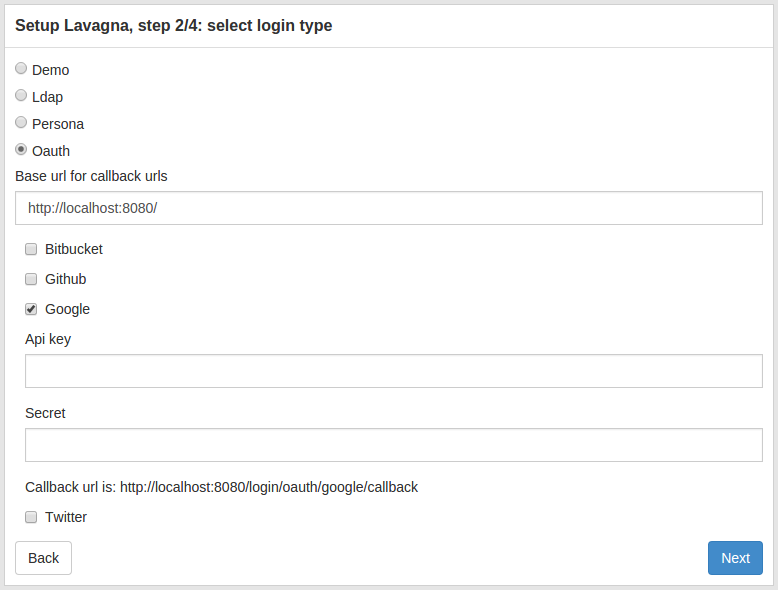 Setup Lavagna, step 2/4: select login type
Demo
Ldap
Persona
Oauth
Base url for callback urls
http://localhost:8080/
Bitbucket
Github
Google
Api key
Secret
Callback url is: http://localhost:8080/login/oauth/google/callback
Twitter
Back Next